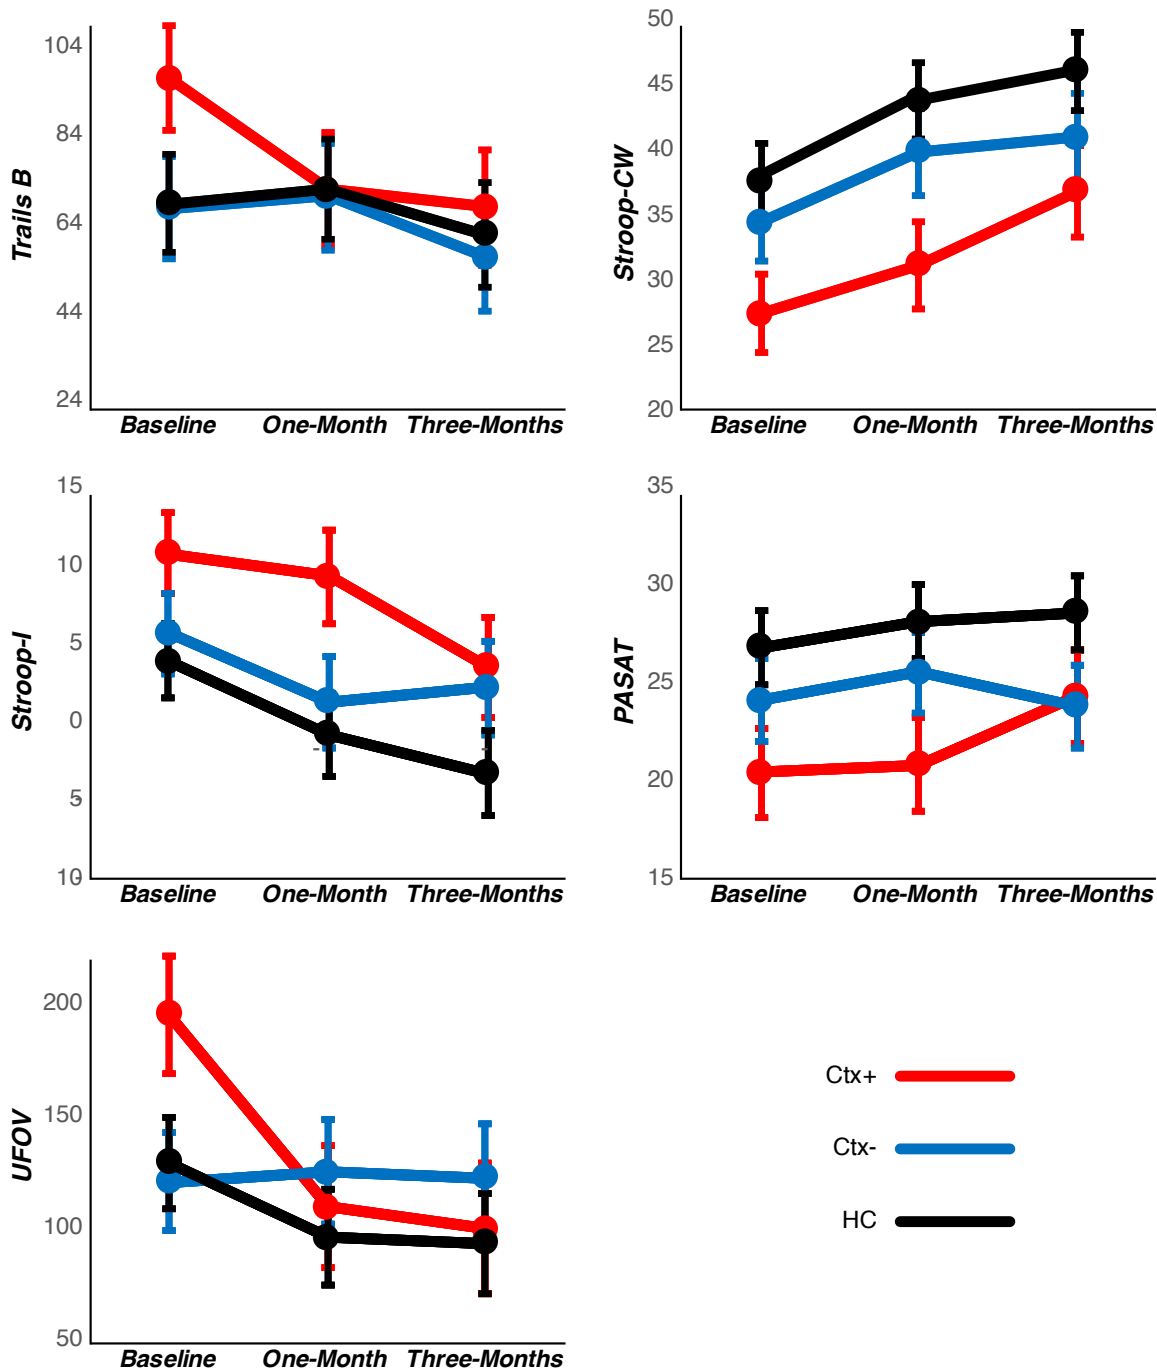 104
84
64
44
24
Trails B
Baseline One-Month Three-Months
50
45
40
35
30
25
20
Stroop-CW
Baseline One-Month Three-Months
15
10
5
0
5
10
Stroop-I
Baseline One-Month Three-Months
35
30
25
20
15
PASAT
Baseline One-Month Three-Months
200
150
100
50
UFOV
Baseline One-Month Three-Months
Ctx+
Ctx-
HC